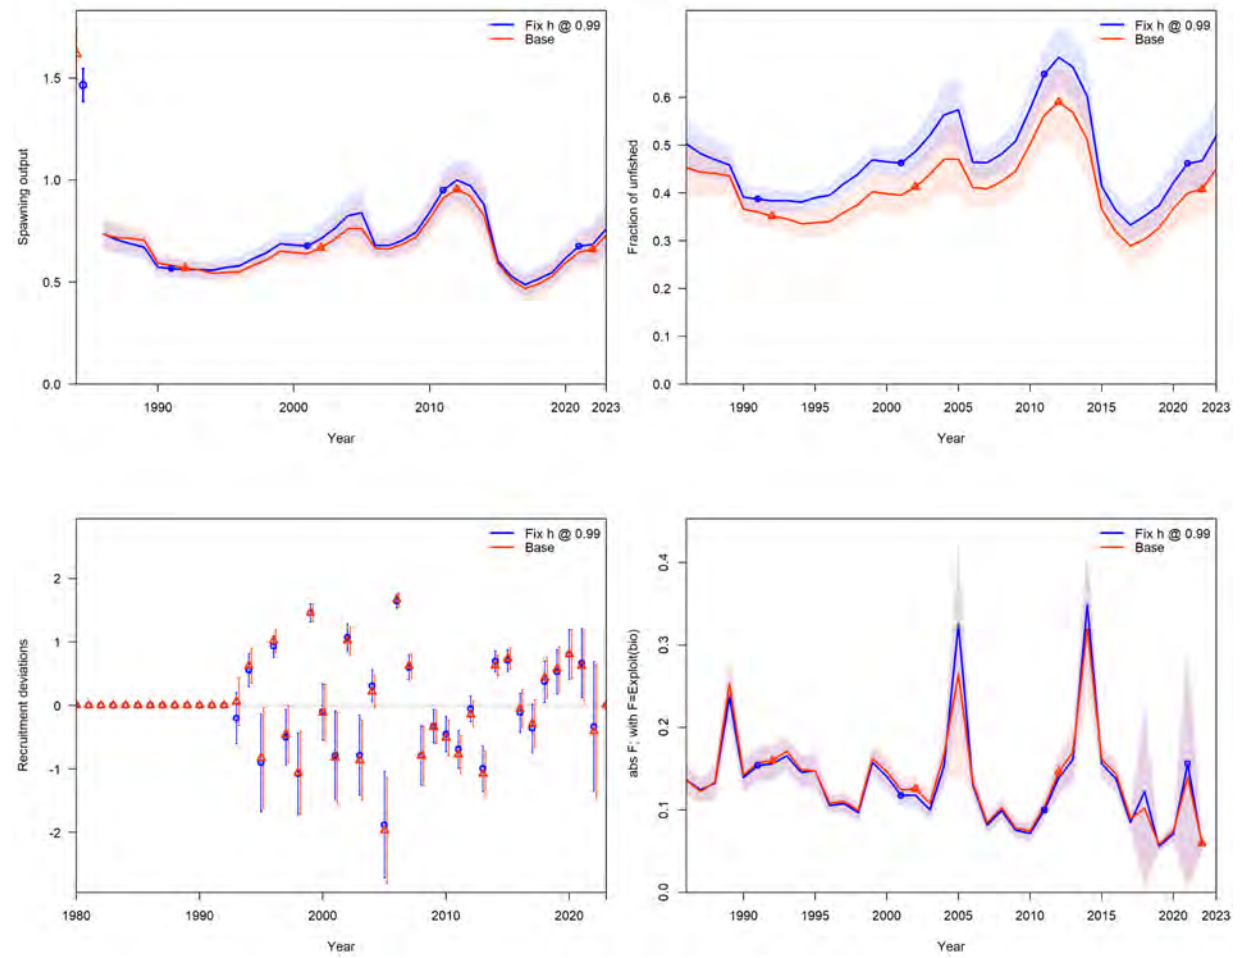 Fix h @ 0.99
Base
Spawning output
1.5
1.0
0.5
0.0
1990 2000 2010 2020 2023
Year
Fix h @ 0.99
Base
Fraction of unfished
0.6
0.5
0.4
0.3
0.2
0.1
0.0
1990 1995 2000 2005 2010 2015 2020 2023
Year
Fix h @ 0.99
Base
Recruitment deviations
2
1
0
-1
-2
1980 1990 2000 2010 2020
Year
Fix h @ 0.99
Base
abs F; with F=Exploit(bio)
0.4
0.3
0.2
0.1
0.0
1990 1995 2000 2005 2010 2015 2020 2023
Year